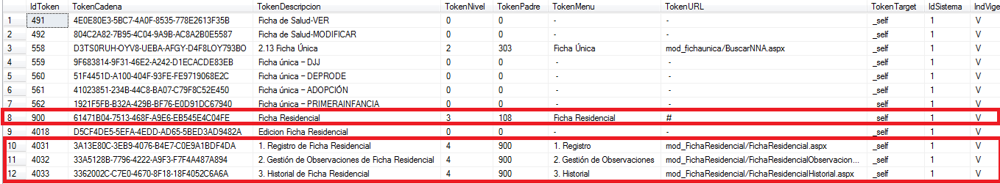 IdToken TokenCadena TokenDescripcion TokenNivel TokenPadre TokenMenu TokenURL TokenTarget IdSistema IndVige
1 491 4E0E80E3-5BC7-4A0F-8535-778E2613F35B Ficha de Salud-VER 0 0 - - _self 1 V
2 492 804C2A82-7B95-4C04-9A9B-AC8A2B0E5587 Ficha de Salud-MODIFICAR 0 0 - - _self 1 V
3 558 D3TS0RUH-OYV8-UEBA-AFGY-D4F8LOY793BO 2.13 Ficha Única 2 303 Ficha Única mod_fichaunica/BuscarNNA.aspx _self 1 V
4 559 9F683814-9F31-46E2-A242-D1ECACDE83EB Ficha única – DJJ 0 0 - - _self 1 V
5 560 51F4451D-A100-404F-93FE-FE9719068E2C Ficha única – DEPRODE 0 0 - - _self 1 V
6 561 41023851-234B-44C8-BA07-C79F8C52E450 Ficha única – ADOPCIÓN 0 0 - - _self 1 V
7 562 1921F5FB-B32A-429B-BF76-E0D91DC67940 Ficha única – PRIMERAINFANCIA 0 0 - - _self 1 V
8 900 61471B04-7513-468F-A9E6-EB545E4C04FE Ficha Residencial 3 108 Ficha Residencial # _self 1 V
9 4018 D5CF4DE5-5EFA-4EDD-AD65-5BED3AD9482A Edicion Ficha Residencial 0 0 - - _self 1 V
10 4031 3A13E80C-3EB9-4076-B4E7-C0E9A1BDF4DA 1. Registro de Ficha Residencial 4 900 1. Registro mod_FichaResidencial/FichaResidencial.aspx _self 1 V
11 4032 33A5128B-7796-4222-A9F3-F7F4A487A894 2. Gestión de Observaciones de Ficha Residencial 4 900 2. Gestión de Observaciones mod_FichaResidencial/FichaResidencialObservacion... _self 1 V
12 4033 3362002C-C7E0-4670-8F18-18F4052C6A6A 3. Historial de Ficha Residencial 4 900 3. Historial mod_FichaResidencial/FichaResidencialHistorial.aspx _self 1 V